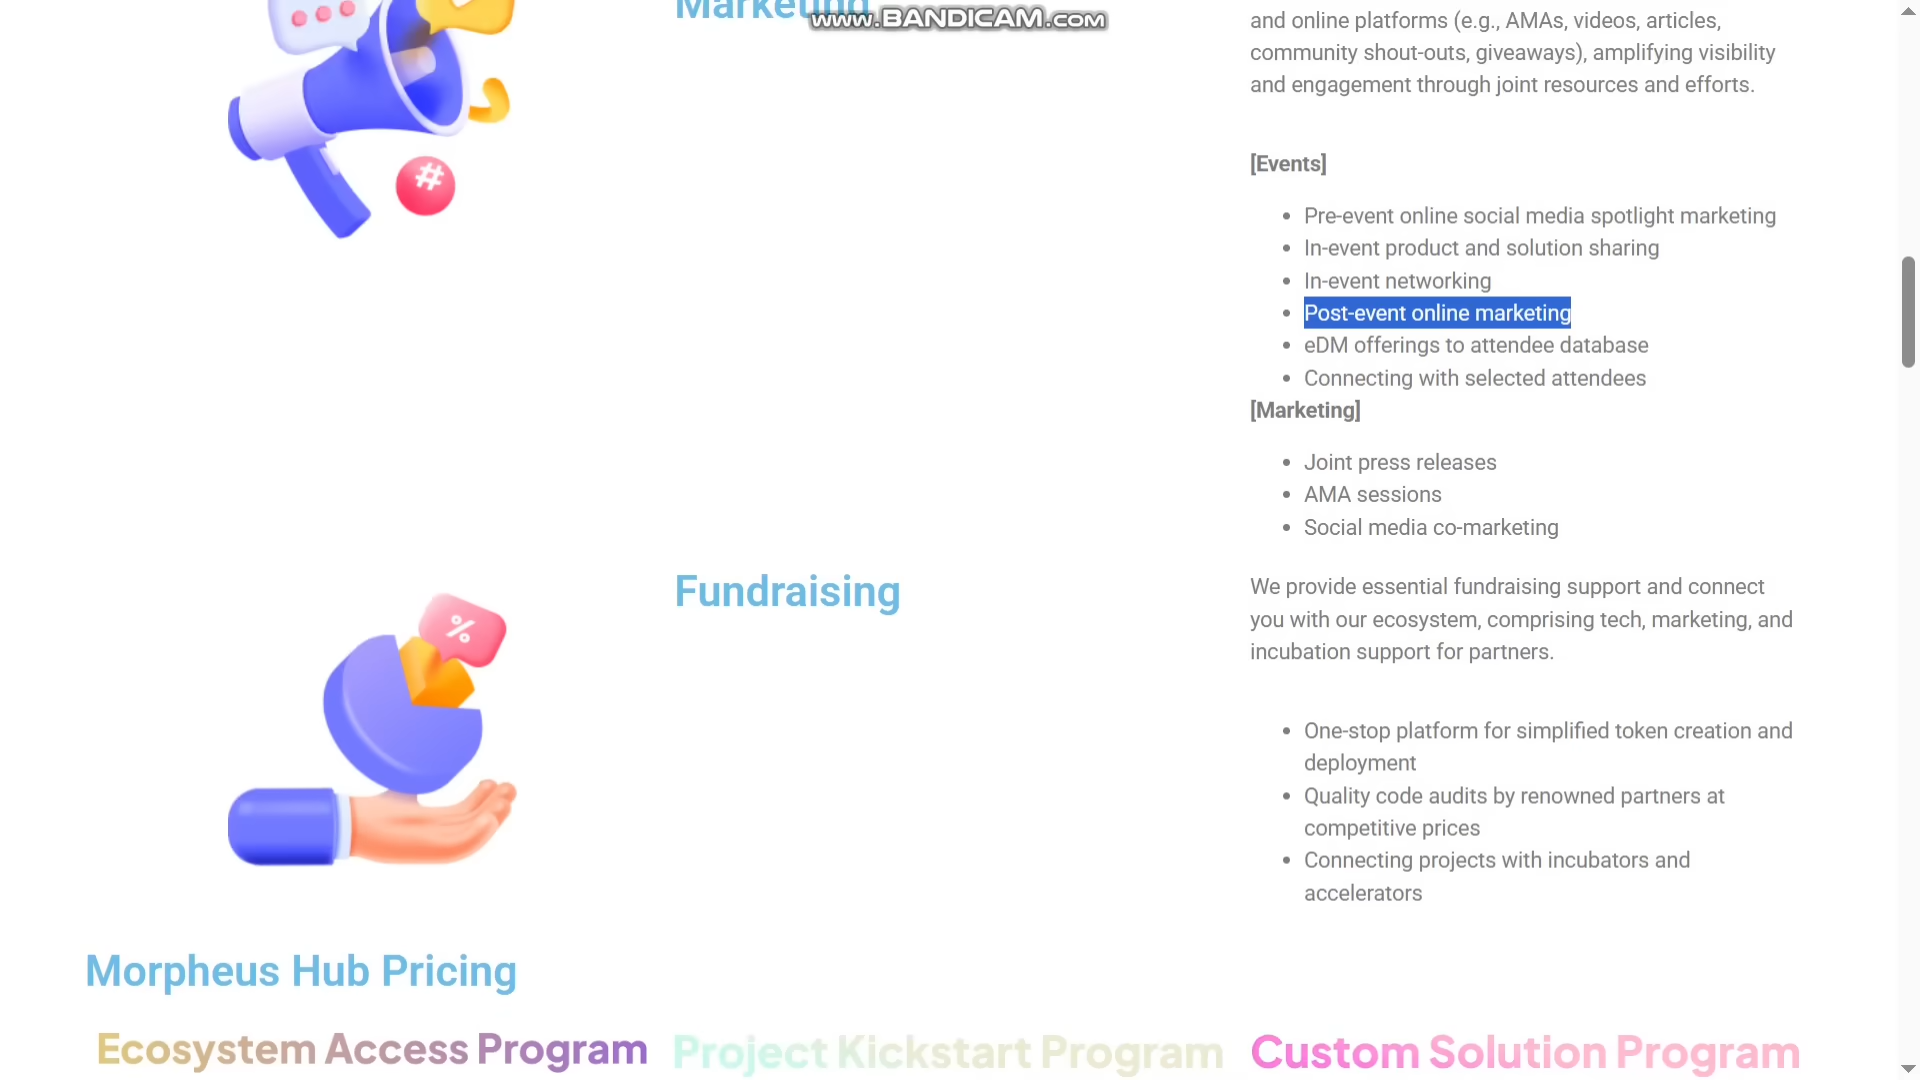 Marketing
www.BANDICAM.com
and online platforms (e.g., AMAs, videos, articles,
community shout-outs, giveaways), amplifying visibility
and engagement through joint resources and efforts.
#
[Events]
• Pre-event online social media spotlight marketing
• In-event product and solution sharing
• In-event networking
• Post-event online marketing
• eDM offerings to attendee database
• Connecting with selected attendees
[Marketing]
• Joint press releases
• AMA sessions
• Social media co-marketing
%
Fundraising
We provide essential fundraising support and connect
you with our ecosystem, comprising tech, marketing, and
incubation support for partners.
• One-stop platform for simplified token creation and
deployment
• Quality code audits by renowned partners at
competitive prices
• Connecting projects with incubators and
accelerators
Morpheus Hub Pricing
Ecosystem Access Program
Project Kickstart Program
Custom Solution Program